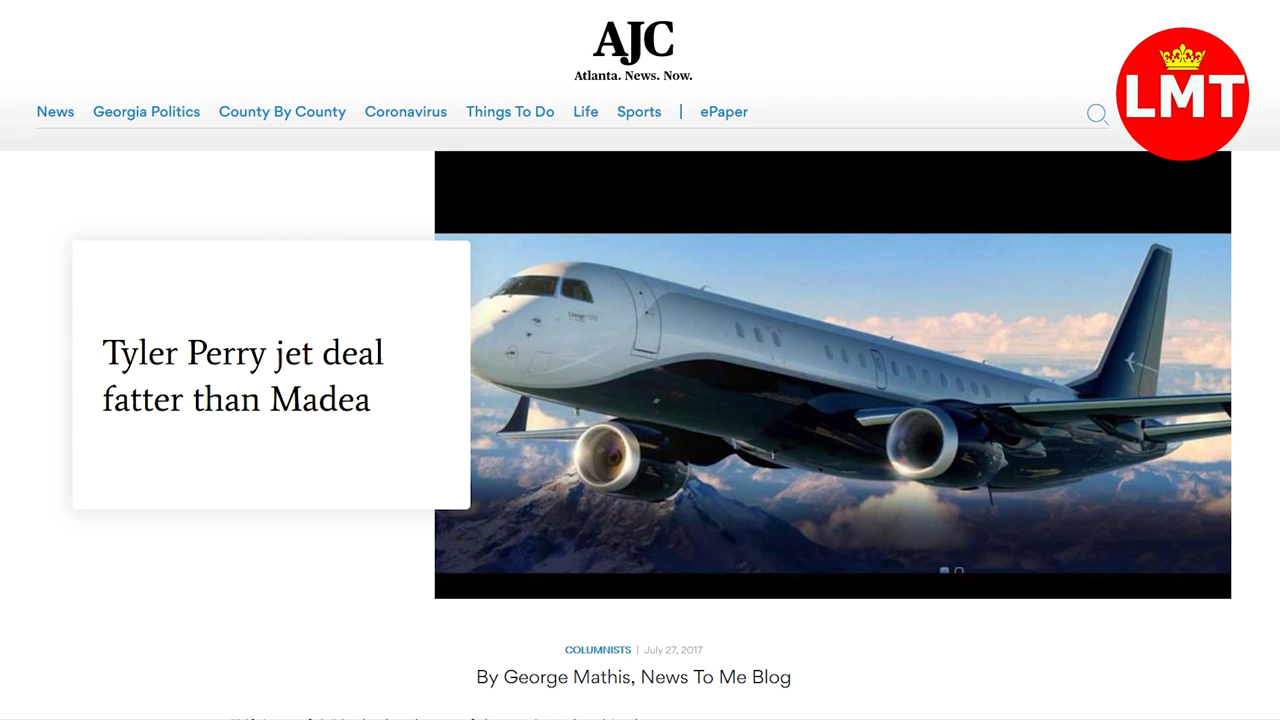 AJC
Atlanta. News. Now.
LMT
News Georgia Politics County By County Coronavirus Things To Do Life Sports | ePaper
Tyler Perry jet deal
fatter than Madea
COLUMNISTS | July 27, 2017
By George Mathis, News To Me Blog